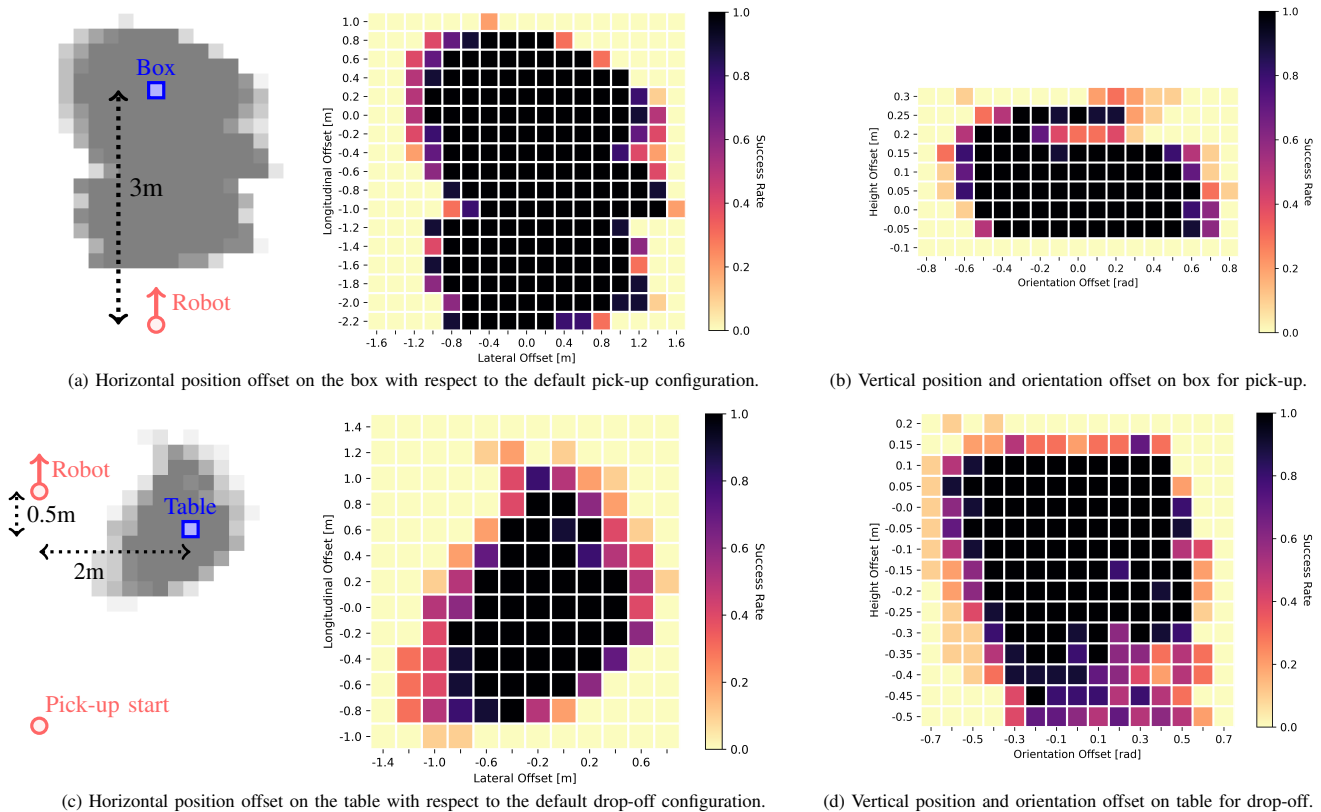 Box
3m
Robot
1.0
0.8
0.6
0.4
0.2
0.0
-0.2
-0.4
-0.6
-0.8
-1.0
-1.2
-1.4
-1.6
-1.8
-2.0
-2.2
Longitudinal Offset [m]
-1.6 -1.4 -1.2 -1.0 -0.8 -0.6 -0.4 -0.2 0.0 0.2 0.4 0.6 0.8 1.0 1.2 1.4 1.6
Lateral Offset [m]
1.0
0.8
0.6
0.4
0.2
0.0
Success Rate
0.3
0.25
0.2
0.15
0.1
0.05
0.0
-0.05
-0.1
Height Offset [m]
-0.8 -0.6 -0.4 -0.2 0.0 0.2 0.4 0.6 0.8
Orientation Offset [rad]
1.0
0.8
0.6
0.4
0.2
0.0
Success Rate
(a) Horizontal position offset on the box with respect to the default pick-up configuration.
(b) Vertical position and orientation offset on box for pick-up.
Robot
0.5m
Table
2m
Pick-up start
1.4
1.2
1.0
0.8
0.6
0.4
0.2
-0.0
-0.2
-0.4
-0.6
-0.8
-1.0
Longitudinal Offset [m]
-1.4 -1.0 -0.6 -0.2 0.2 0.6
Lateral Offset [m]
1.0
0.8
0.6
0.4
0.2
0.0
Success Rate
0.2
0.15
0.1
0.05
-0.0
-0.05
-0.1
-0.15
-0.2
-0.25
-0.3
-0.35
-0.4
-0.45
-0.5
Height Offset [m]
-0.7 -0.5 -0.3 -0.1 0.1 0.3 0.5 0.7
Orientation Offset [rad]
1.0
0.8
0.6
0.4
0.2
0.0
Success Rate
(c) Horizontal position offset on the table with respect to the default drop-off configuration.
(d) Vertical position and orientation offset on table for drop-off.